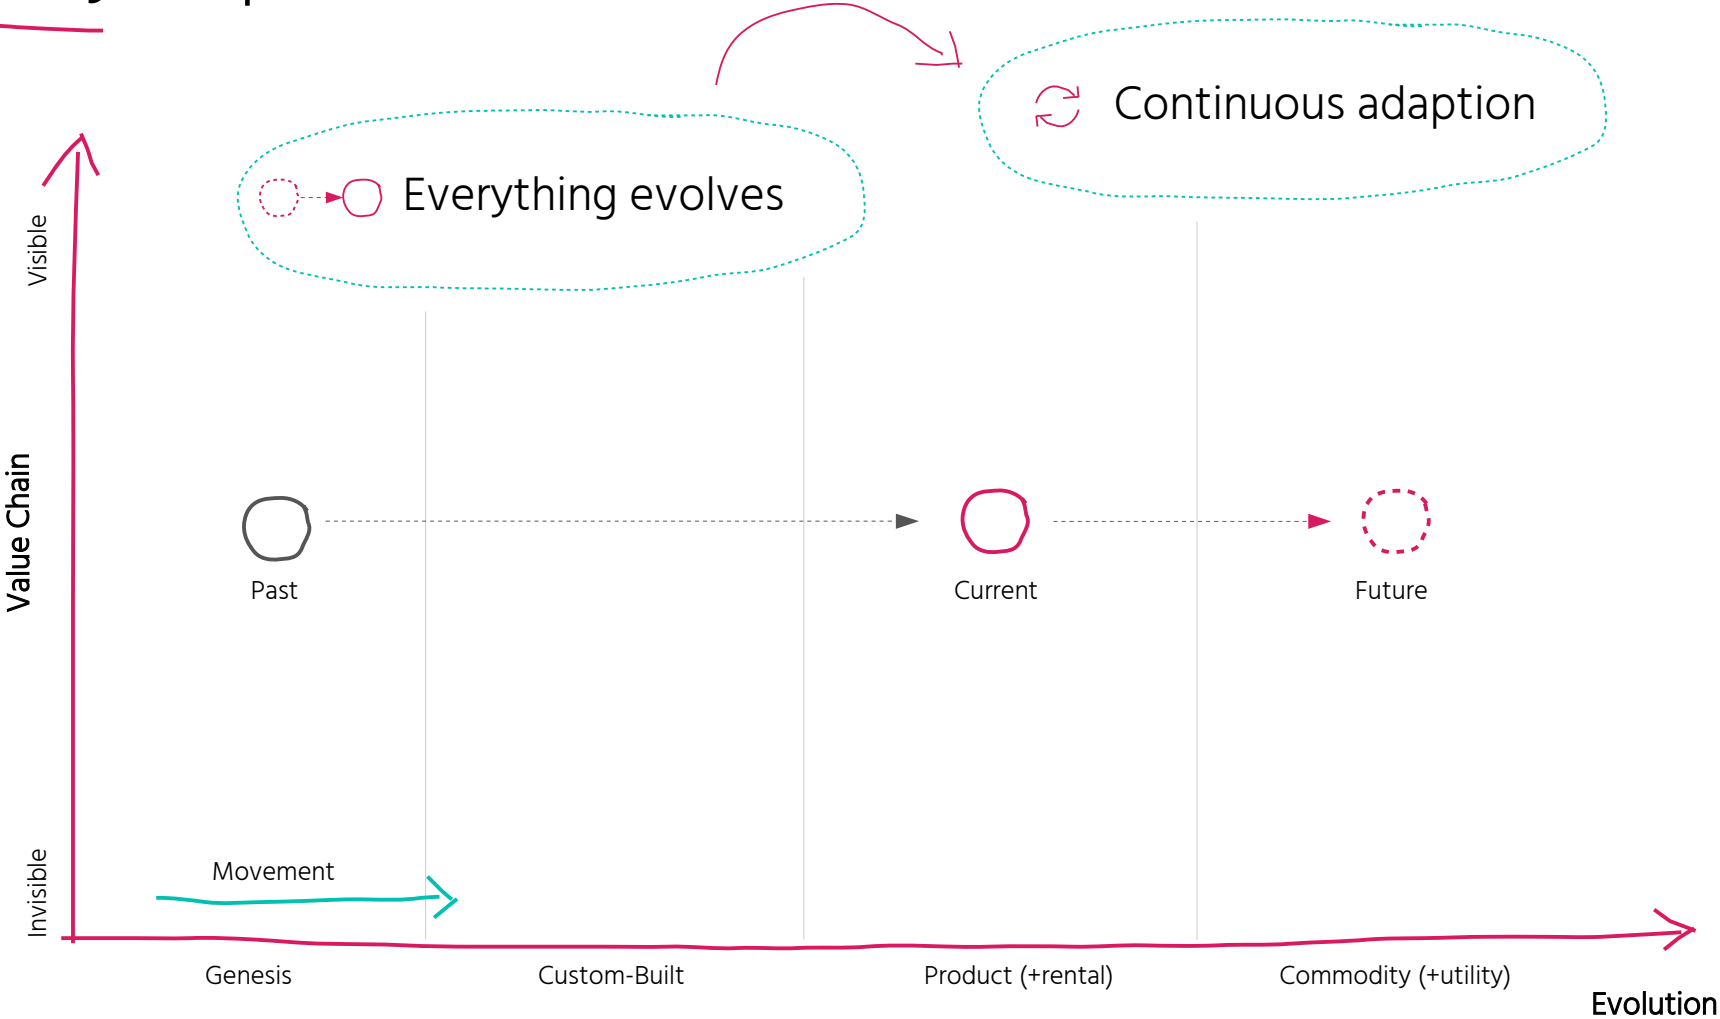 Continuous adaption
Everything evolves
Visible
Value Chain
Invisible
Past
Current
Future
Movement
Genesis
Custom-Built
Product (+rental)
Commodity (+utility)
Evolution